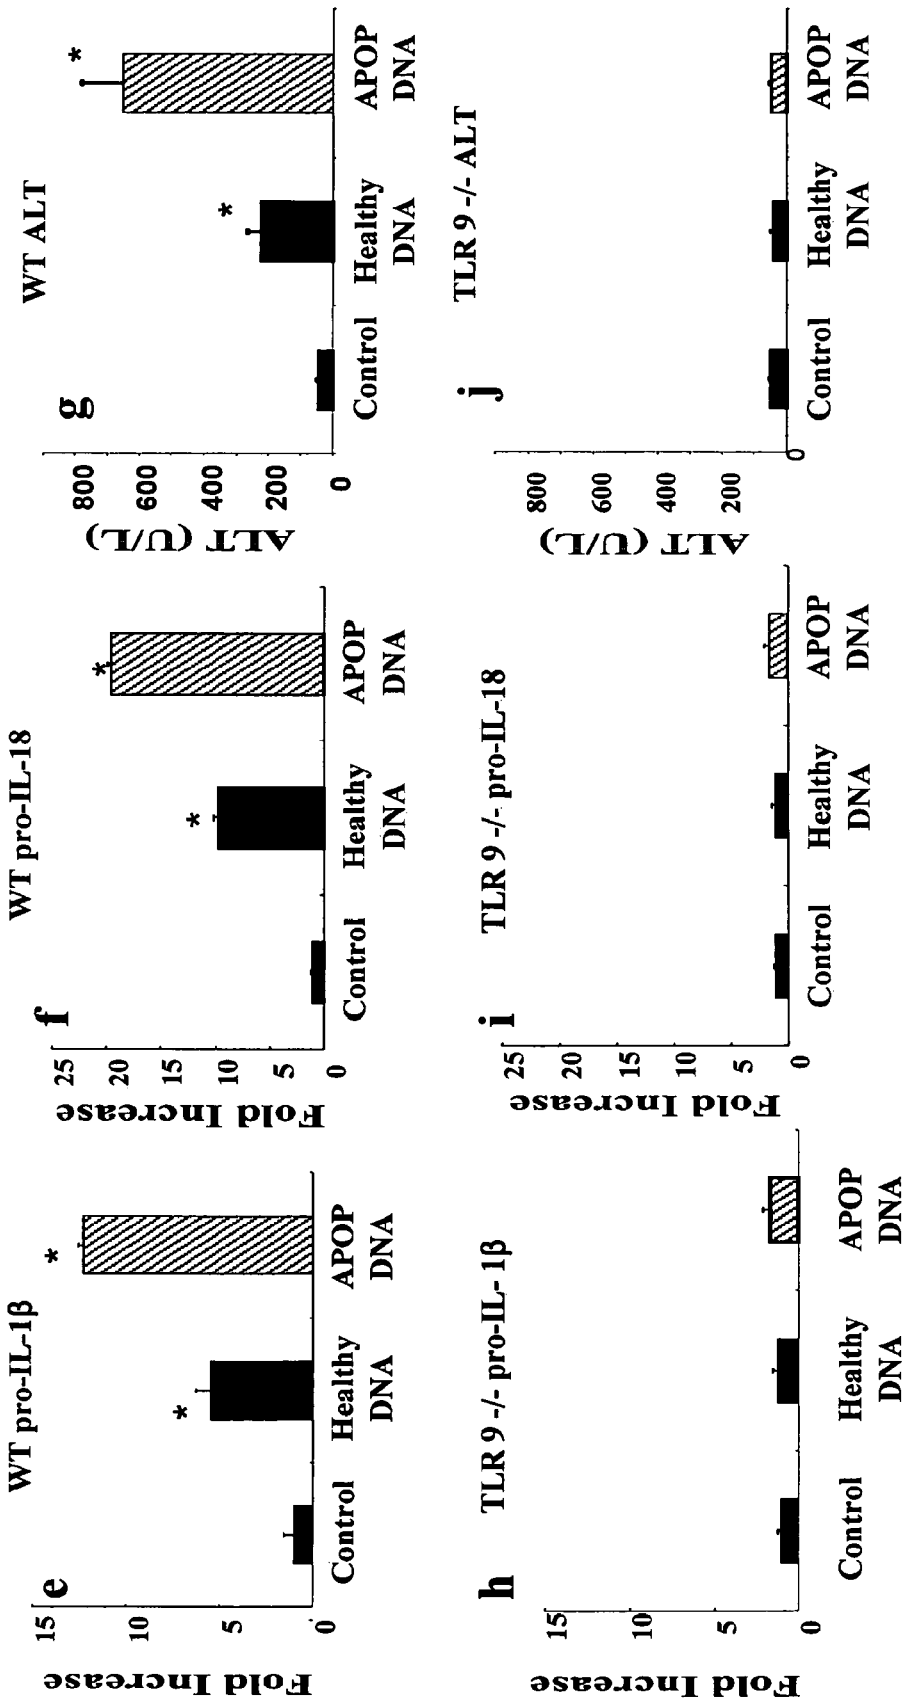 e
WT pro-IL-1β
Fold Increase
15
10
5
0
*
*
Control
Healthy
DNA
APOP
DNA
f
WT pro-IL-18
Fold Increase
25
20
15
10
5
0
*
*
Control
Healthy
DNA
APOP
DNA
g
WT ALT
ALT (U/L)
800
600
400
200
0
*
*
Control
Healthy
DNA
APOP
DNA
h
TLR 9 -/- pro-IL- 1β
Fold Increase
15
10
5
0
Control
Healthy
DNA
APOP
DNA
i
TLR 9 -/- pro-IL-18
Fold Increase
25
20
15
10
5
0
Control
Healthy
DNA
APOP
DNA
j
TLR 9 -/- ALT
ALT (U/L)
800
600
400
200
0
Control
Healthy
DNA
APOP
DNA